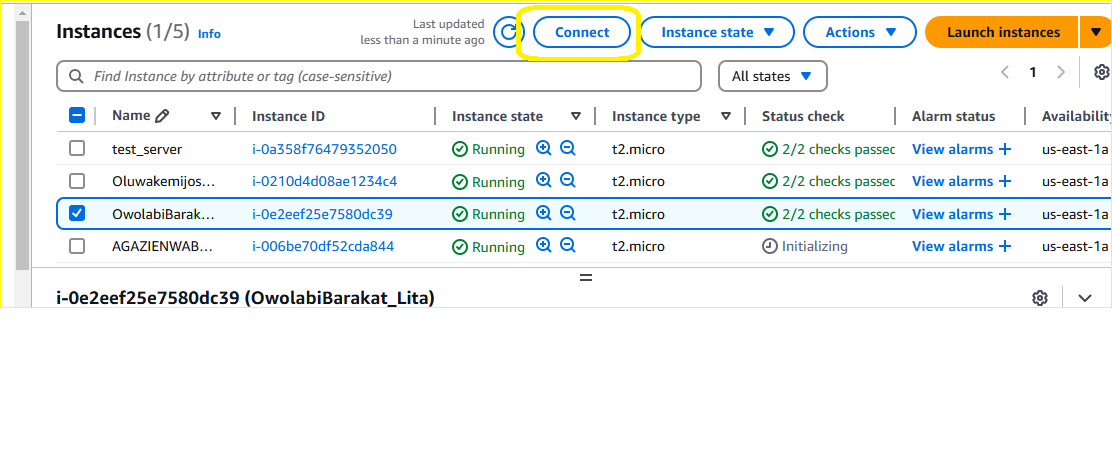 Instances (1/5) Info
Last updated
less than a minute ago
Connect
Instance state
Actions
Launch instances
Find Instance by attribute or tag (case-sensitive)
All states
1
Name Instance ID Instance state Instance type Status check Alarm status Availability
test_server i-0a358f76479352050 Running t2.micro 2/2 checks passec View alarms + us-east-1a
Oluwakemijos... i-0210d4d08ae1234c4 Running t2.micro 2/2 checks passec View alarms + us-east-1a
OwolabiBarak... i-0e2eef25e7580dc39 Running t2.micro 2/2 checks passec View alarms + us-east-1a
AGAZIENWAB... i-006be70df52cda844 Running t2.micro Initializing View alarms + us-east-1a
i-0e2eef25e7580dc39 (OwolabiBarakat_Lita)